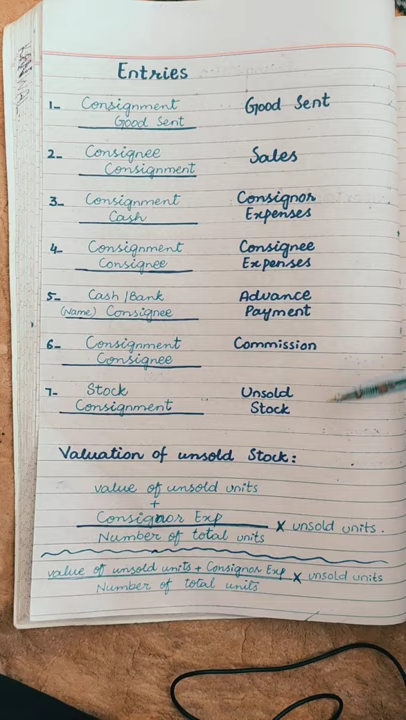 Entries
1- Consignment Good Sent
Good Sent
2- Consignee Sales
Consignment
3- Consignment Consignor
Cash Expenses
4- Consignment Consignee
Consignee Expenses
5- Cash/Bank Advance
(Name) Consignee Payment
6- Consignment Commission
Consignee
7- Stock Unsold
Consignment Stock
Valuation of unsold Stock:
value of unsold units
+
Consignor Exp × unsold units.
Number of total units
value of unsold units + Consignor Exp × unsold units
Number of total units